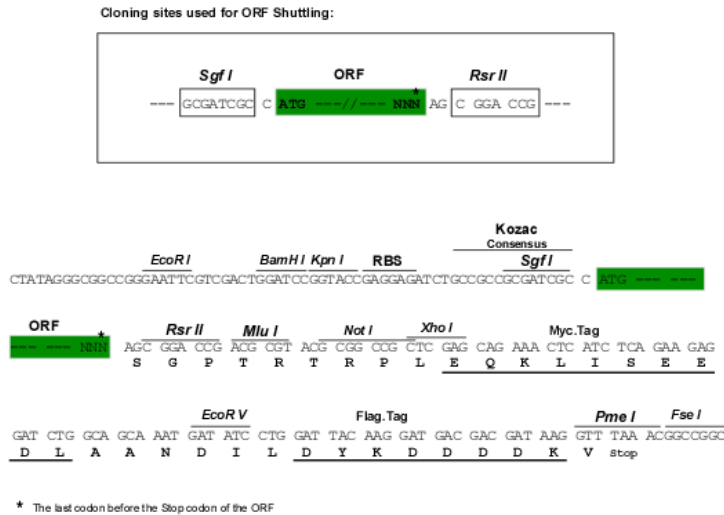 Cloning sites used for ORF Shuttling:
Sgf I ORF Rsr II
*
--- GCGATCGC C ATG ---//--- NNN AG C GGA CCG ---
Kozac
Consensus
EcoR I BamH I Kpn I RBS Sgf I
CTATAGGGCGGCCGGGAATTCGTCGACTGGATCCGGTACCGAGGAGATCTGCCGCCGCGATCGC C ATG --- ---
ORF * Rsr II Mlu I Not I Xho I Myc.Tag
--- --- NNN AGC GGA CCG ACG CGT ACG CGG CCG CTC GAG CAG AAA CTC ATC TCA GAA GAG
S G P T R T R P L E Q K L I S E E
EcoR V Flag.Tag Pme I Fse I
GAT CTG GCA GCA AAT GAT ATC CTG GAT TAC AAG GAT GAC GAC GAT AAG GTT TAA ACGGCCGGC
D L A A N D I L D Y K D D D D K V Stop
* The last codon before the Stop codon of the ORF